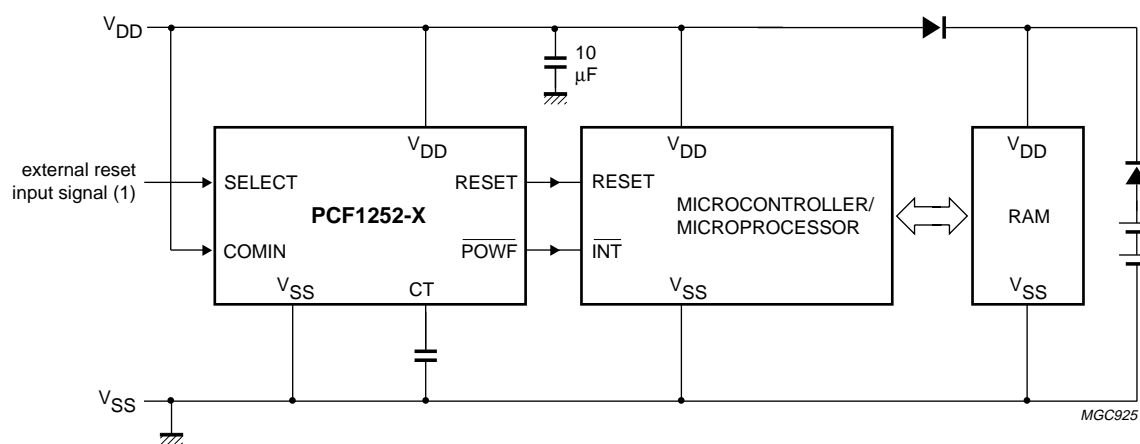 VDD
10
μF
VDD
VDD
VDD
external reset
input signal (1)
SELECT
RESET
RESET
PCF1252-X
MICROCONTROLLER/
MICROPROCESSOR
RAM
COMIN
POWF
INT
VSS
CT
VSS
VSS
VSS
MGC925